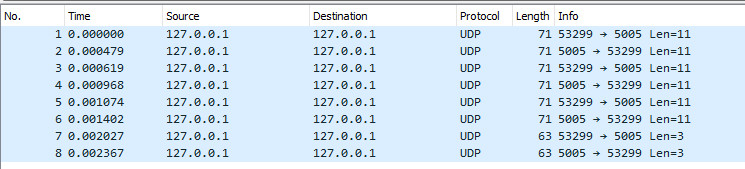 No. Time Source Destination Protocol Length Info
1 0.000000 127.0.0.1 127.0.0.1 UDP 71 53299 → 5005 Len=11
2 0.000479 127.0.0.1 127.0.0.1 UDP 71 5005 → 53299 Len=11
3 0.000619 127.0.0.1 127.0.0.1 UDP 71 53299 → 5005 Len=11
4 0.000968 127.0.0.1 127.0.0.1 UDP 71 5005 → 53299 Len=11
5 0.001074 127.0.0.1 127.0.0.1 UDP 71 53299 → 5005 Len=11
6 0.001402 127.0.0.1 127.0.0.1 UDP 71 5005 → 53299 Len=11
7 0.002027 127.0.0.1 127.0.0.1 UDP 63 53299 → 5005 Len=3
8 0.002367 127.0.0.1 127.0.0.1 UDP 63 5005 → 53299 Len=3